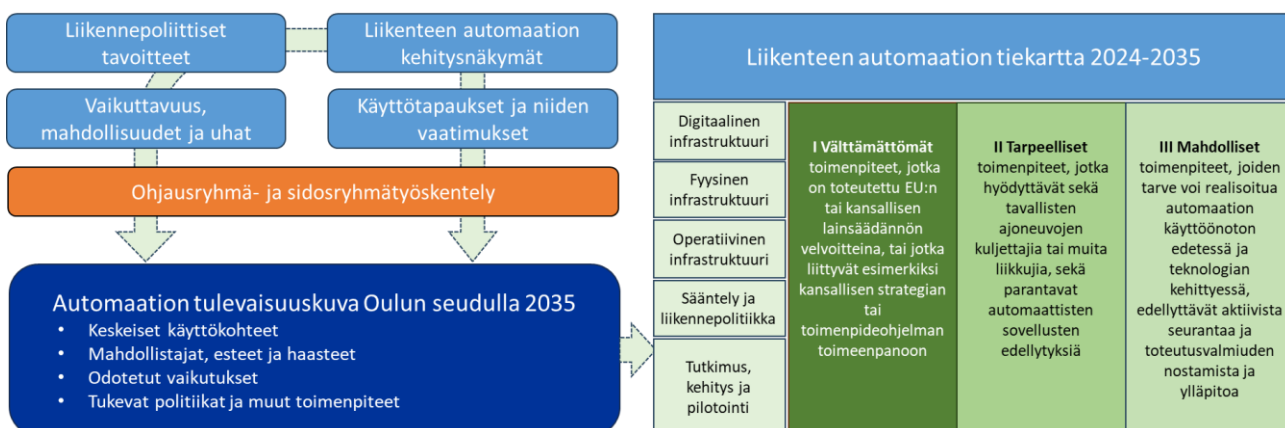 Liikennepoliittiset
tavoitteet
Liikenteen automaation
kehitysnäkymät
Vaikuttavuus,
mahdollisuudet ja uhat
Käyttötapaukset ja niiden
vaatimukset
Ohjausryhmä- ja sidosryhmätyöskentely
Automaation tulevaisuuskuva Oulun seudulla 2035
• Keskeiset käyttökohteet
• Mahdollistajat, esteet ja haasteet
• Odotetut vaikutukset
• Tukevat politiikat ja muut toimenpiteet
Liikenteen automaation tiekartta 2024-2035
Digitaalinen
infrastruktuuri
Fyysinen
infrastruktuuri
Operatiivinen
infrastruktuuri
Sääntely ja
liikennepolitiikka
Tutkimus,
kehitys ja
pilotointi
I Välttämättömät
toimenpiteet, jotka
on toteutettu EU:n
tai kansallisen
lainsäädännön
velvoitteina, tai jotka
liittyvät esimerkiksi
kansallisen strategian
tai
toimenpideohjelman
toimeenpanoon
II Tarpeelliset
toimenpiteet, jotka
hyödyttävät sekä
tavallisten
ajoneuvojen
kuljettajia tai muita
liikkujia, sekä
parantavat
automaattisten
sovellusten
edellytyksiä
III Mahdolliset
toimenpiteet, joiden
tarve voi realisoitua
automaation
käyttöönoton
edetessä ja
teknologian
kehittyessä,
edellyttävät aktiivista
seurantaa ja
toteutusvalmiuden
nostamista ja
ylläpitoa